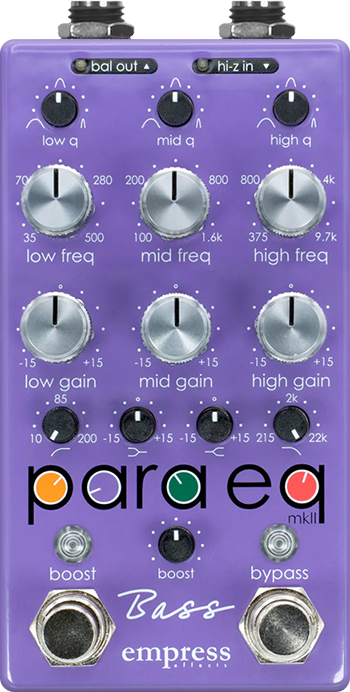 bal out ▲ hi-z in ▼
low q mid q high q
70 280 200 800 800 4k
35 500 100 1.6k 375 9.7k
low freq mid freq high freq
0 0 0
-15 +15 -15 +15 -15 +15
low gain mid gain high gain
85 0 0 2k
10 200 -15 +15 -15 +15 215 22k
para eq
mkII
boost boost bypass
Bass
empress
effects